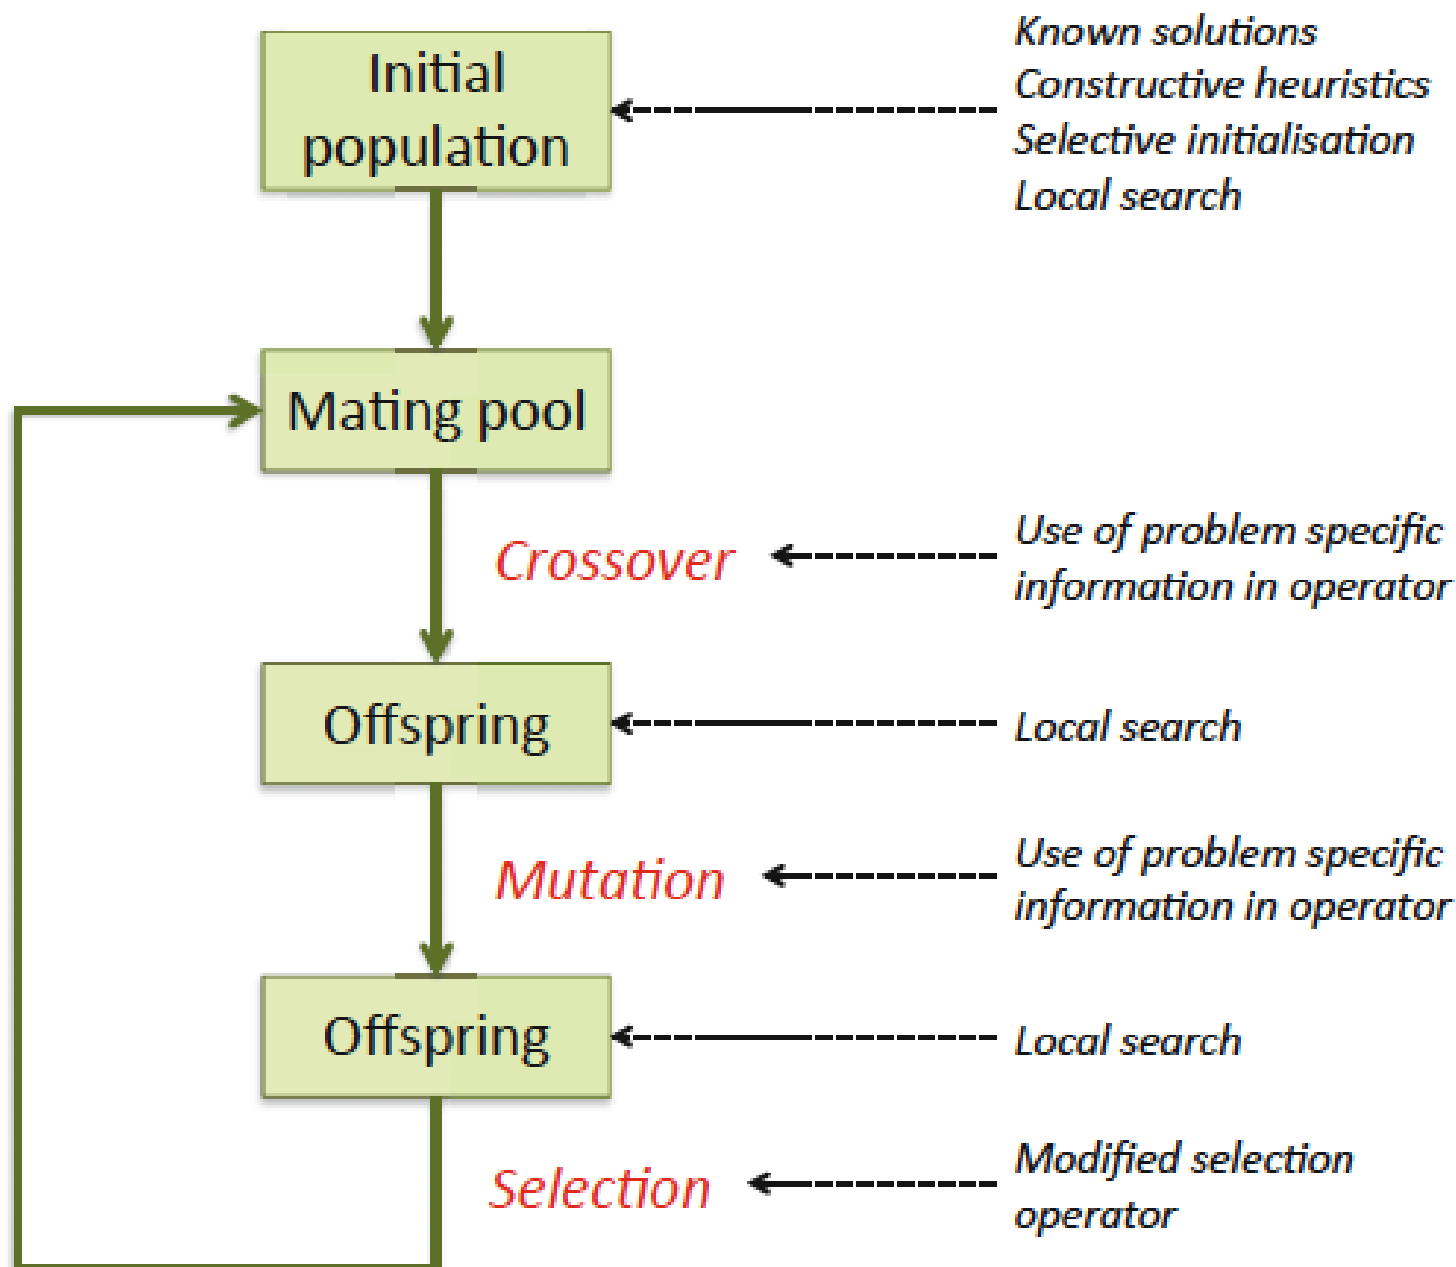 Initial
population
Known solutions
Constructive heuristics
Selective initialisation
Local search
Mating pool
Crossover
Use of problem specific
information in operator
Offspring
Local search
Mutation
Use of problem specific
information in operator
Offspring
Local search
Selection
Modified selection
operator